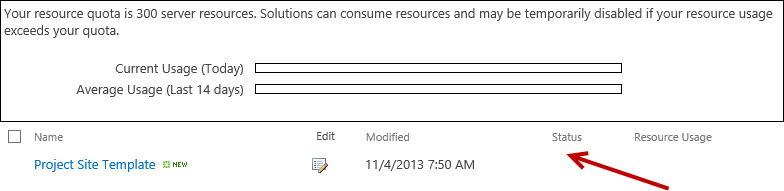 Your resource quota is 300 server resources. Solutions can consume resources and may be temporarily disabled if your resource usage
exceeds your quota.
Current Usage (Today)
Average Usage (Last 14 days)
Name Edit Modified Status Resource Usage
Project Site Template NEW 11/4/2013 7:50 AM